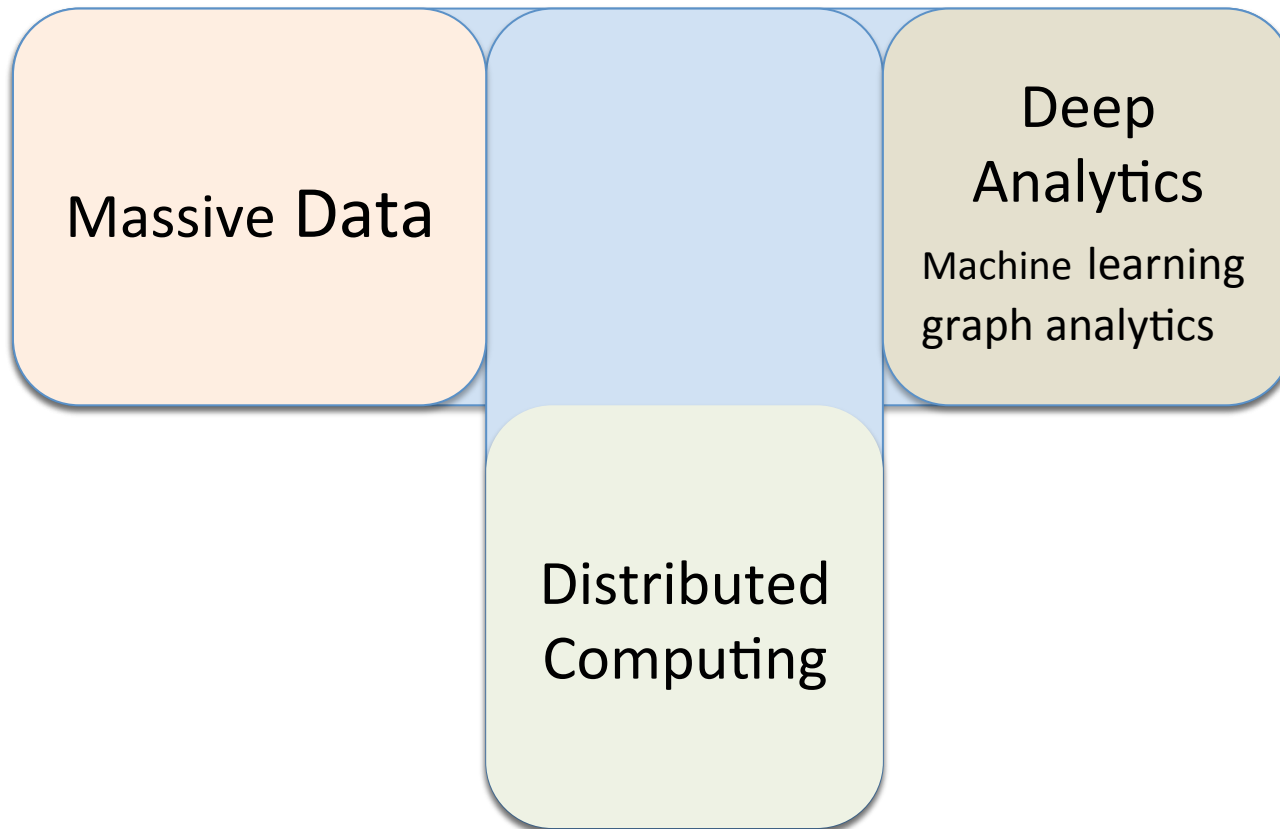 Massive Data
Deep
Analytics
Machine learning
graph analytics
Distributed
Computing